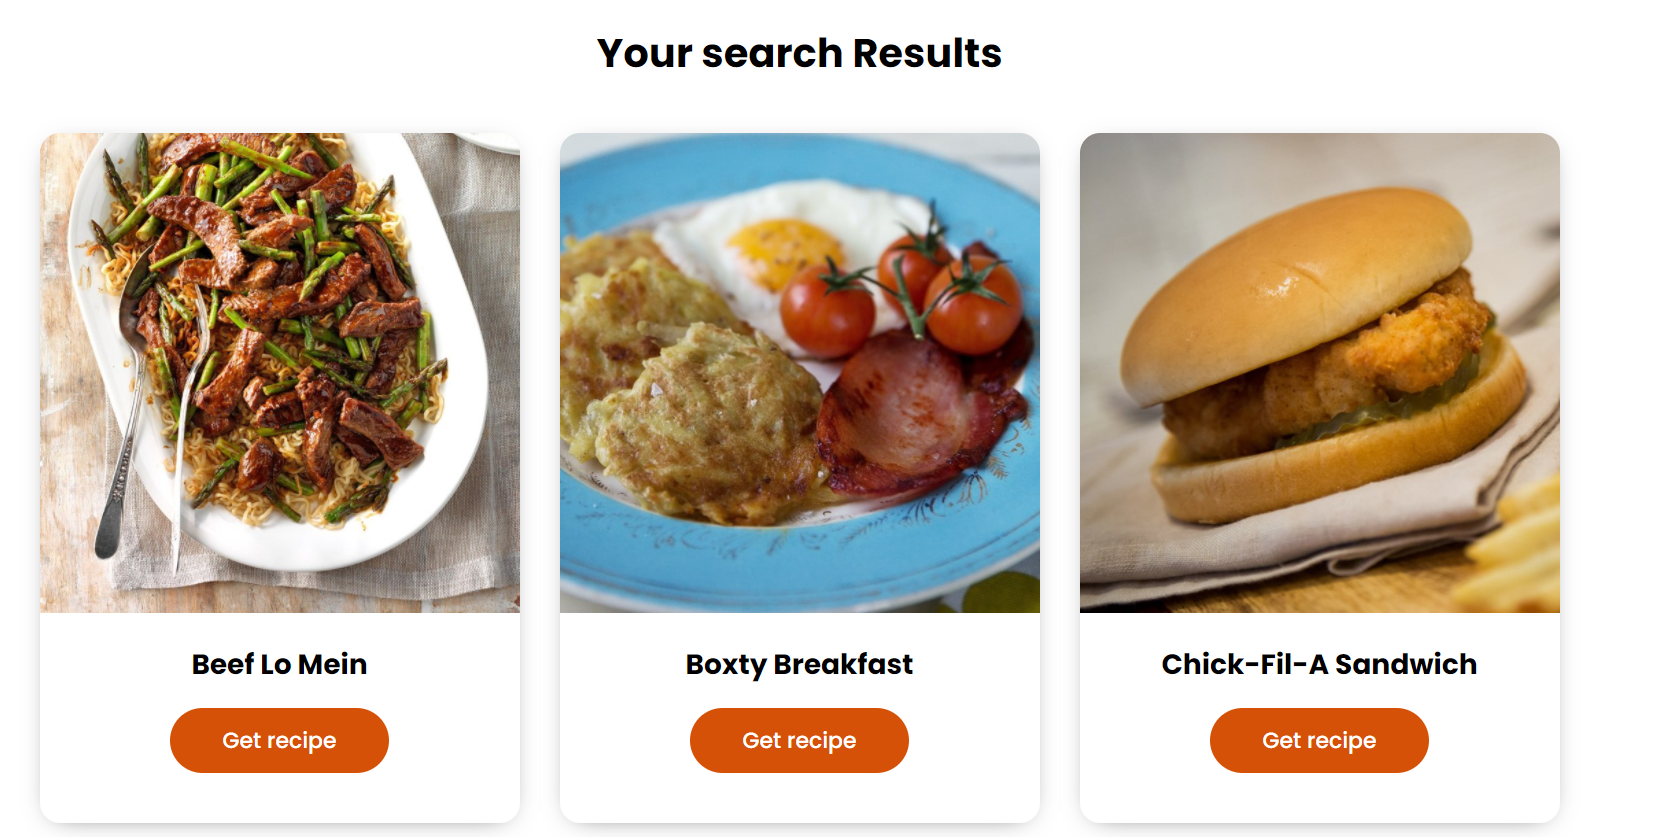 Your search Results
Beef Lo Mein
Boxty Breakfast
Chick-Fil-A Sandwich
Get recipe
Get recipe
Get recipe